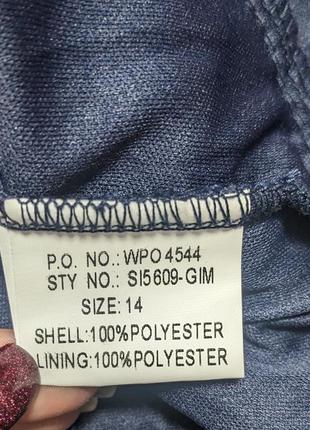 P.O. NO.: WPO 4544
STY NO.: SI5609-GIM
SIZE: 14
SHELL:100%POLYESTER
LINING:100%POLYESTER